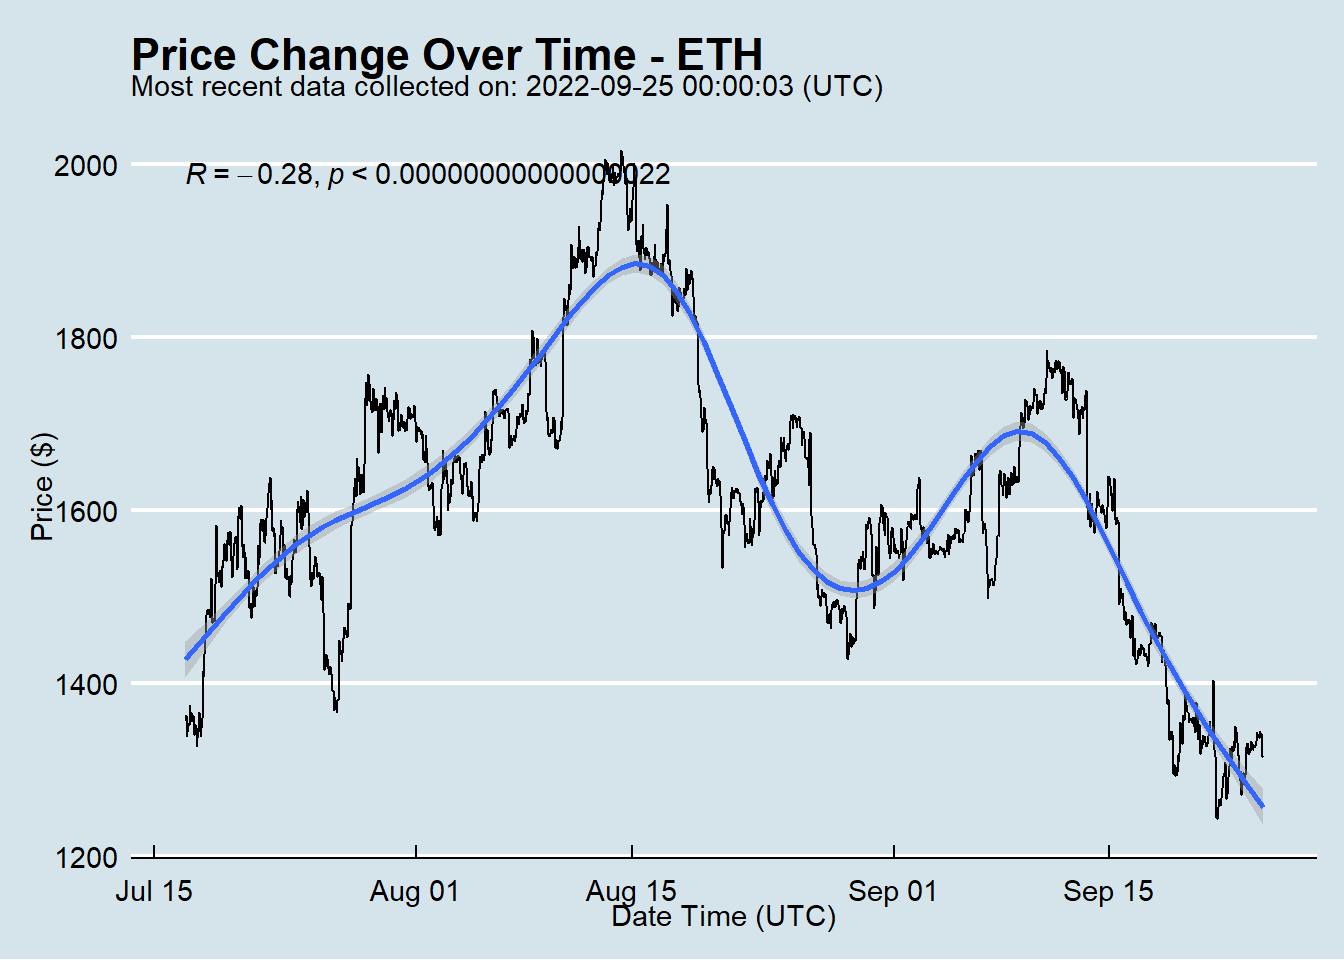 Price Change Over Time - ETH
Most recent data collected on: 2022-09-25 00:00:03 (UTC)
R = −0.28, p < 0.00000000000000022
2000
1800
1600
1400
1200
Price ($)
Jul 15
Aug 01
Aug 15
Sep 01
Sep 15
Date Time (UTC)